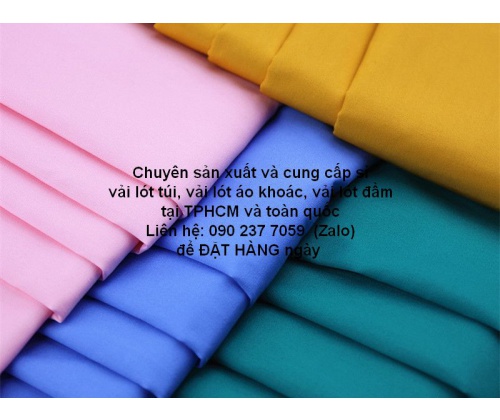 Chuyên sản xuất và cung cấp sỉ
vải lót túi, vải lót áo khoác, vải lót đầm
tại TPHCM và toàn quốc
Liên hệ: 090 237 7059 (Zalo)
để ĐẶT HÀNG ngày